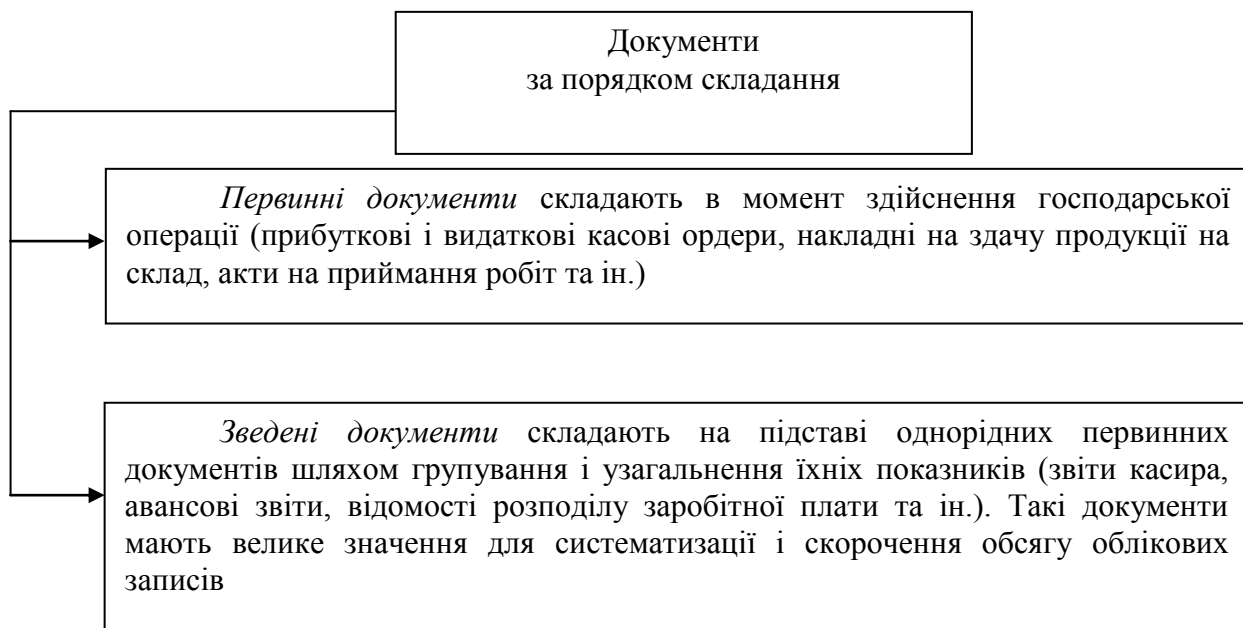 Документи
за порядком складання
Первинні документи складають в момент здійснення господарської
операції (прибуткові і видаткові касові ордери, накладні на здачу продукції на
склад, акти на приймання робіт та ін.)
Зведені документи складають на підставі однорідних первинних
документів шляхом групування і узагальнення їхніх показників (звіти касира,
авансові звіти, відомості розподілу заробітної плати та ін.). Такі документи
мають велике значення для систематизації і скорочення обсягу облікових
записів